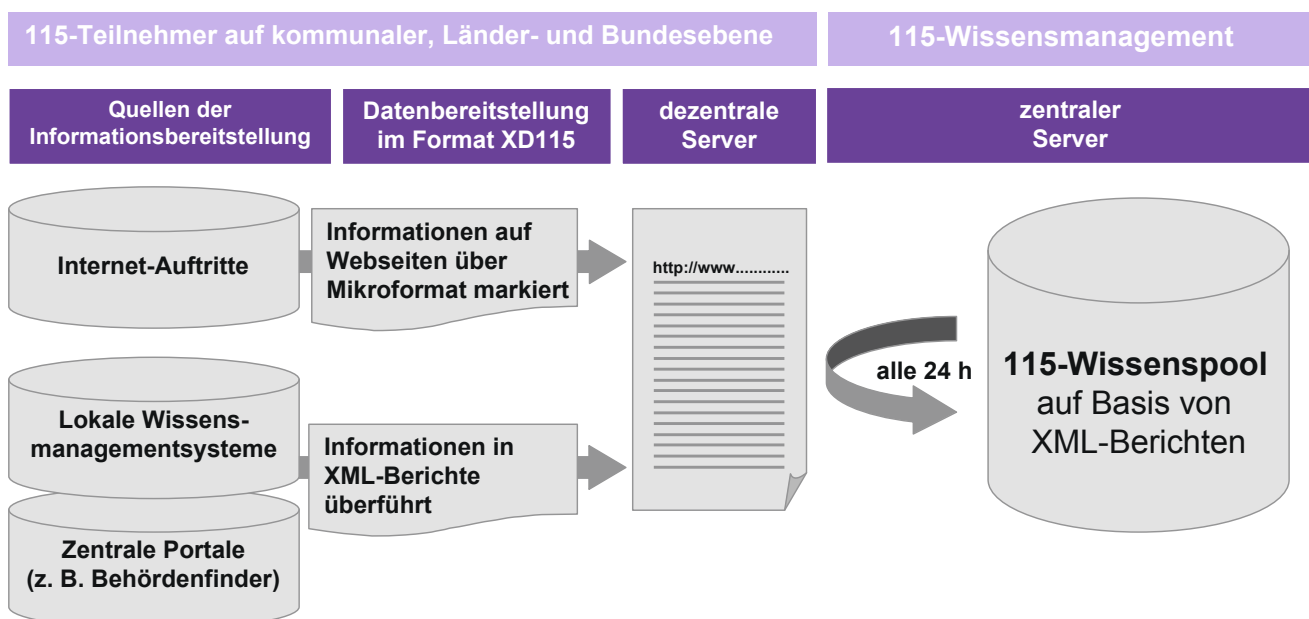 115-Teilnehmer auf kommunaler, Länder- und Bundesebene
115-Wissensmanagement
Quellen der
Informationsbereitstellung
Datenbereitstellung
im Format XD115
dezentrale
Server
zentraler
Server
Internet-Auftritte
Informationen auf
Webseiten über
Mikroformat markiert
http://www............
Lokale Wissens-
managementsysteme
Informationen in
XML-Berichte
überführt
Zentrale Portale
(z. B. Behördenfinder)
alle 24 h
115-Wissenspool
auf Basis von
XML-Berichten